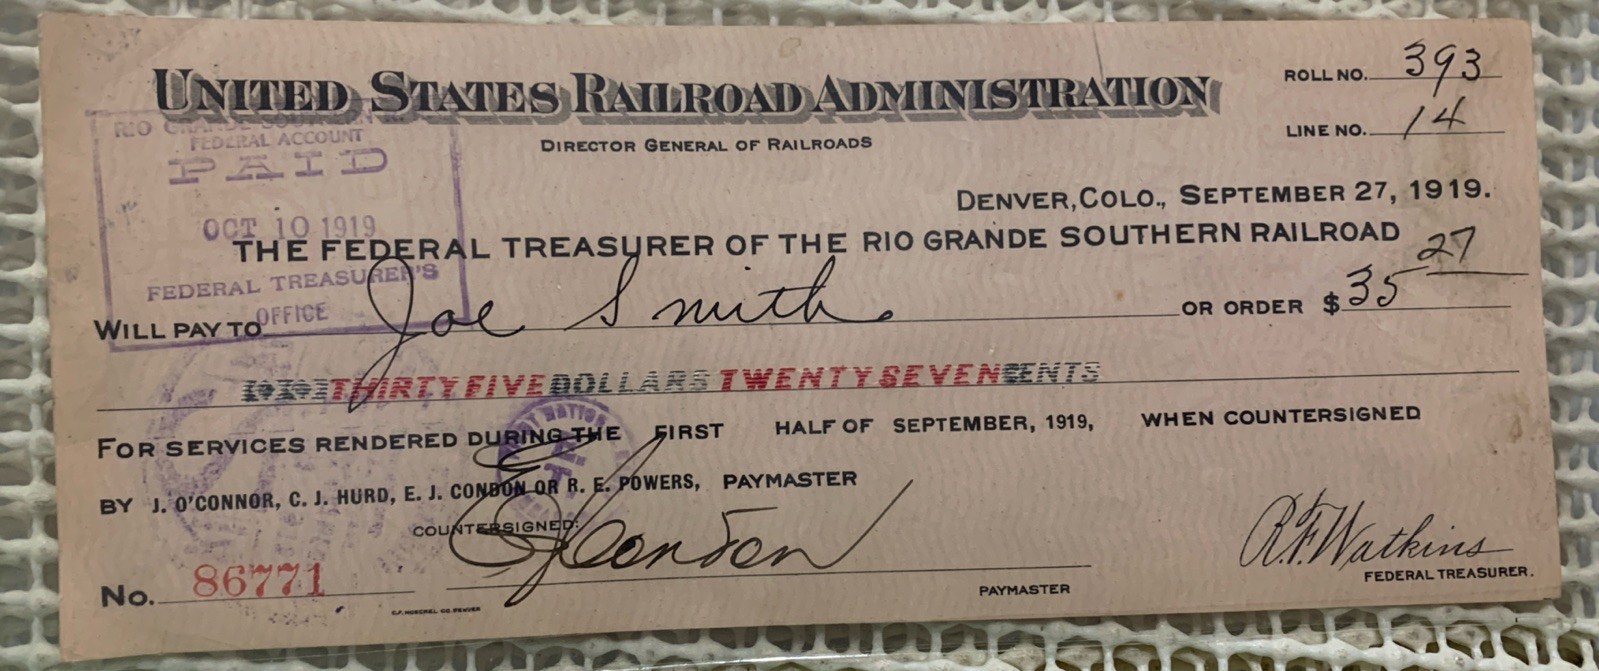 UNITED STATES RAILROAD ADMINISTRATION
ROLL NO. 393
LINE NO. 14
DIRECTOR GENERAL OF RAILROADS
RIO GRANDE SOUTHERN
FEDERAL ACCOUNT
PAID
OCT 10 1919
FEDERAL TREASURER'S
OFFICE
DENVER, COLO., SEPTEMBER 27, 1919.
THE FEDERAL TREASURER OF THE RIO GRANDE SOUTHERN RAILROAD
WILL PAY TO Joe Smith. OR ORDER $35 27
THIRTY FIVE DOLLARS TWENTY SEVEN CENTS
FOR SERVICES RENDERED DURING THE FIRST HALF OF SEPTEMBER, 1919, WHEN COUNTERSIGNED
BY J. O'CONNOR, C. J. HURD, E. J. CONDON OR R. E. POWERS, PAYMASTER
COUNTERSIGNED:
E J Condon
R.F. Watkins
FEDERAL TREASURER.
No. 86771
PAYMASTER
C.F. HOECKEL CO. DENVER